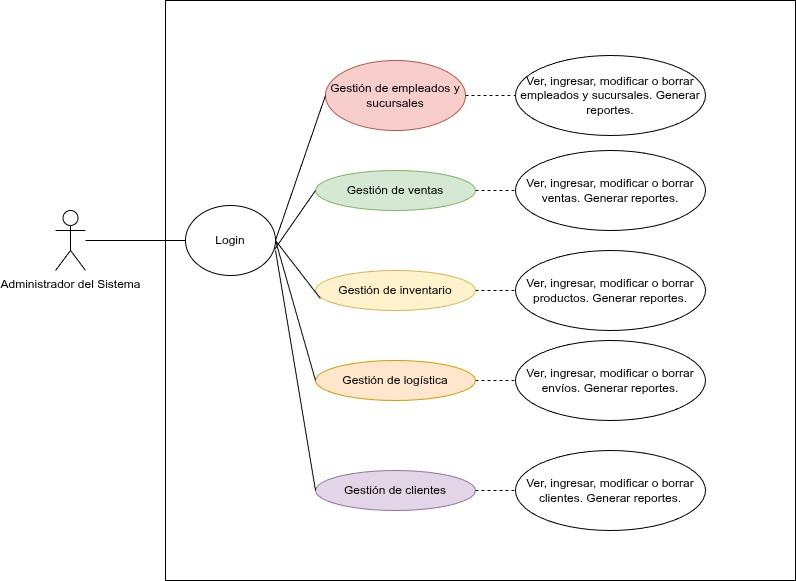 Gestión de empleados y
sucursales
Ver, ingresar, modificar o borrar
empleados y sucursales. Generar
reportes.
Gestión de ventas
Ver, ingresar, modificar o borrar
ventas. Generar reportes.
Login
Administrador del Sistema
Gestión de inventario
Ver, ingresar, modificar o borrar
productos. Generar reportes.
Gestión de logística
Ver, ingresar, modificar o borrar
envíos. Generar reportes.
Gestión de clientes
Ver, ingresar, modificar o borrar
clientes. Generar reportes.